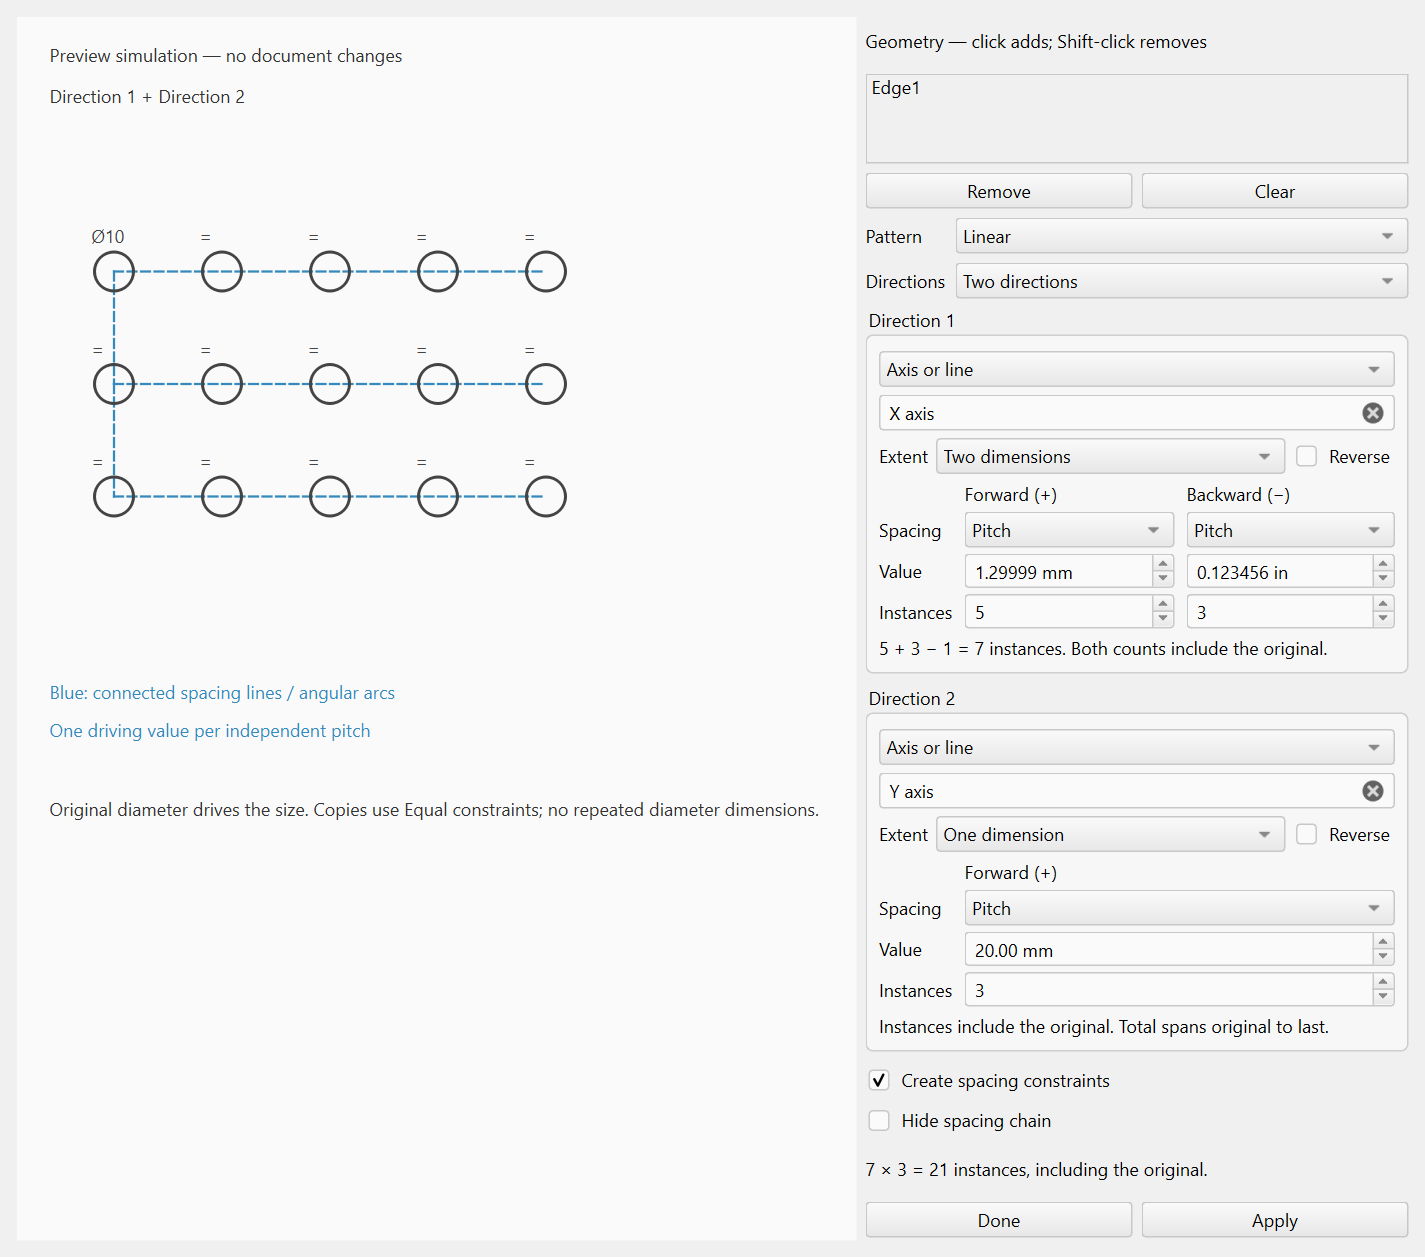 Preview simulation — no document changes
Direction 1 + Direction 2
Ø10 = = = =
= = = = =
= = = = =
Blue: connected spacing lines / angular arcs
One driving value per independent pitch
Original diameter drives the size. Copies use Equal constraints; no repeated diameter dimensions.
Geometry — click adds; Shift-click removes
Edge1
Remove Clear
Pattern Linear
Directions Two directions
Direction 1
Axis or line
X axis
Extent Two dimensions Reverse
Forward (+) Backward (−)
Spacing Pitch Pitch
Value 1.29999 mm 0.123456 in
Instances 5 3
5 + 3 − 1 = 7 instances. Both counts include the original.
Direction 2
Axis or line
Y axis
Extent One dimension Reverse
Forward (+)
Spacing Pitch
Value 20.00 mm
Instances 3
Instances include the original. Total spans original to last.
Create spacing constraints
Hide spacing chain
7 × 3 = 21 instances, including the original.
Done Apply